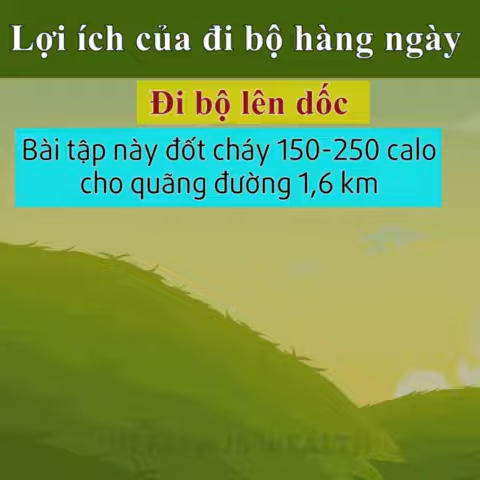 Lợi ích của đi bộ hàng ngày
Đi bộ lên dốc
Bài tập này đốt cháy 150-250 calo
cho quãng đường 1,6 km